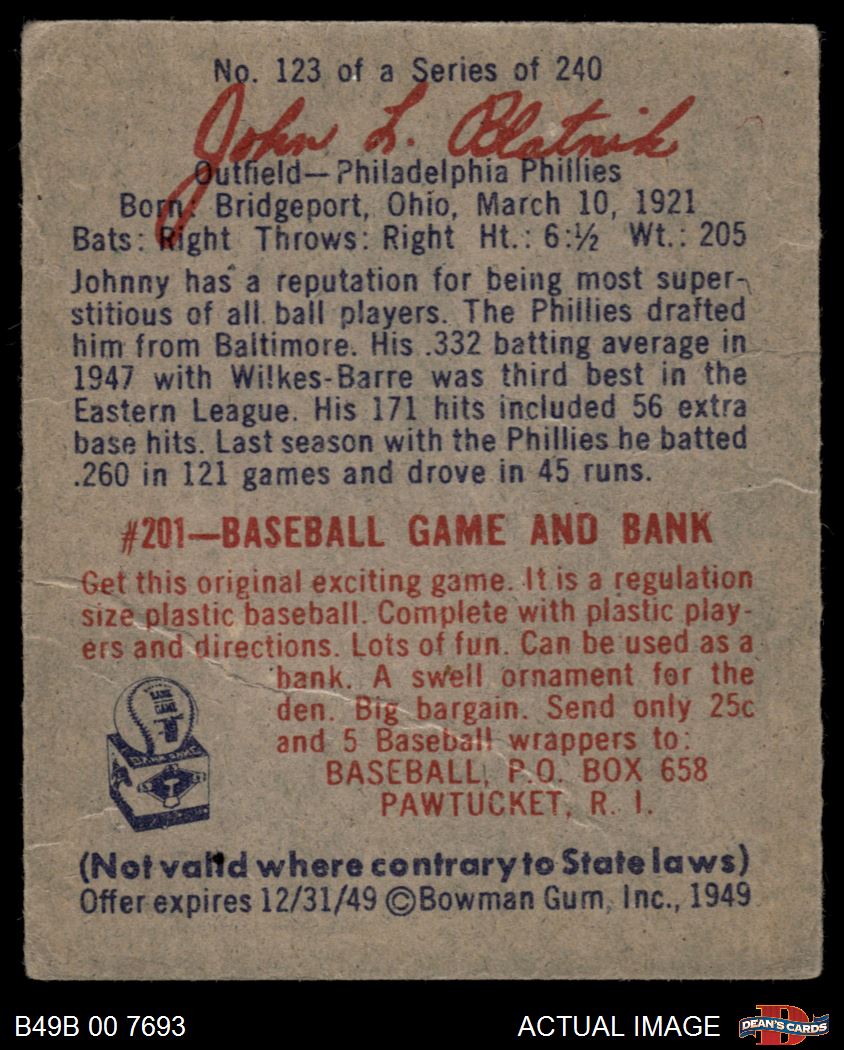 No. 123 of a Series of 240
John L. Blatnik
Outfield—Philadelphia Phillies
Born: Bridgeport, Ohio, March 10, 1921
Bats: Right Throws: Right Ht.: 6:½ Wt.: 205
Johnny has a reputation for being most super-
stitious of all ball players. The Phillies drafted
him from Baltimore. His .332 batting average in
1947 with Wilkes-Barre was third best in the
Eastern League. His 171 hits included 56 extra
base hits. Last season with the Phillies he batted
.260 in 121 games and drove in 45 runs.
#201—BASEBALL GAME AND BANK
Get this original exciting game. It is a regulation
size plastic baseball. Complete with plastic play-
ers and directions. Lots of fun. Can be used as a
bank. A swell ornament for the
den. Big bargain. Send only 25c
and 5 Baseball wrappers to:
BASEBALL, P.O. BOX 658
PAWTUCKET, R. I.
(Not valid where contrary to State laws)
Offer expires 12/31/49 ©Bowman Gum, Inc., 1949
B49B 00 7693
ACTUAL IMAGE
DEAN'S CARDS